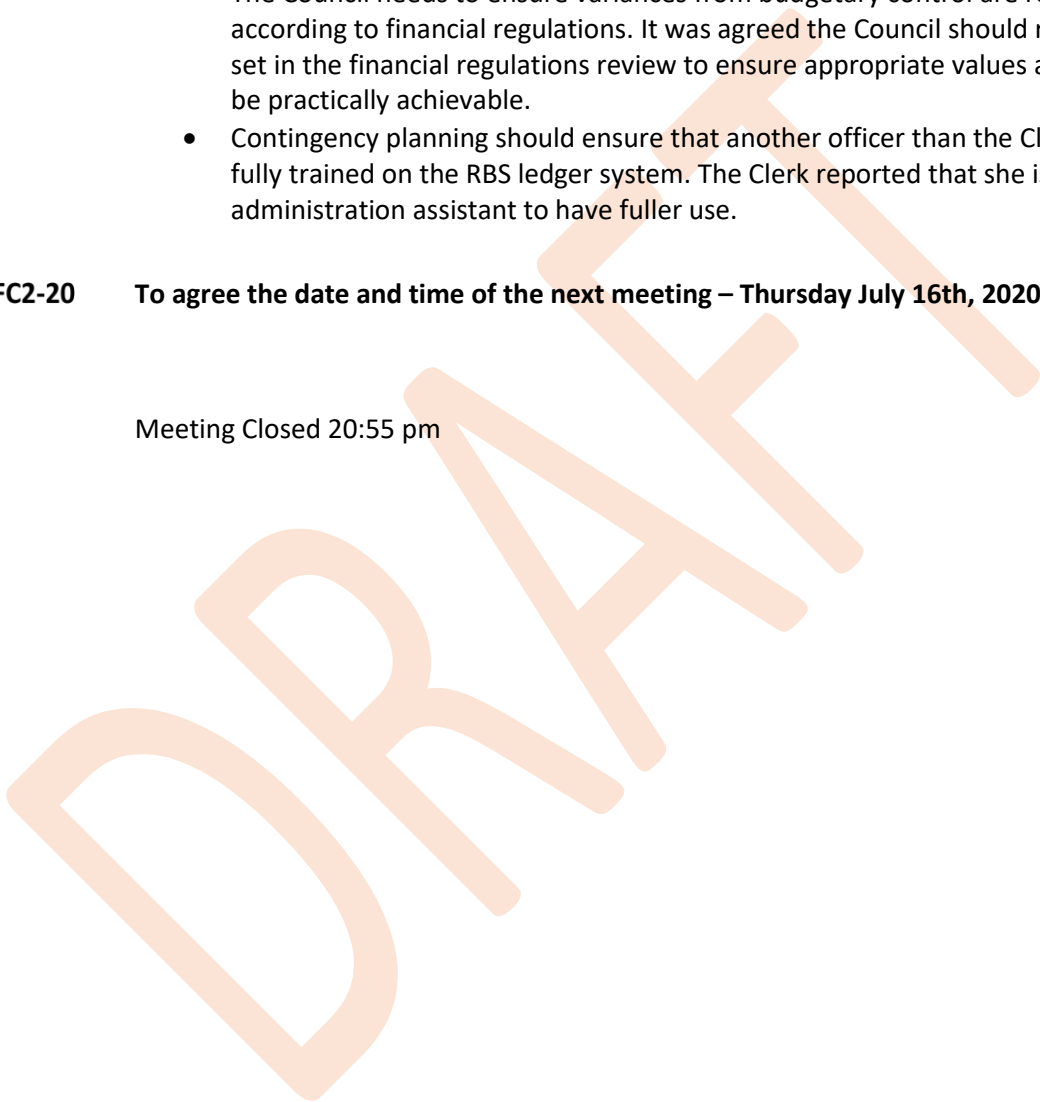 according to financial regulations. It was agreed the Council should
set in the financial regulations review to ensure appropriate values
be practically achievable.
• Contingency planning should ensure that another officer than the
fully trained on the RBS ledger system. The Clerk reported that she
administration assistant to have fuller use.
FC2-20 To agree the date and time of the next meeting – Thursday July 16th, 2020
Meeting Closed 20:55 pm
DRAFT